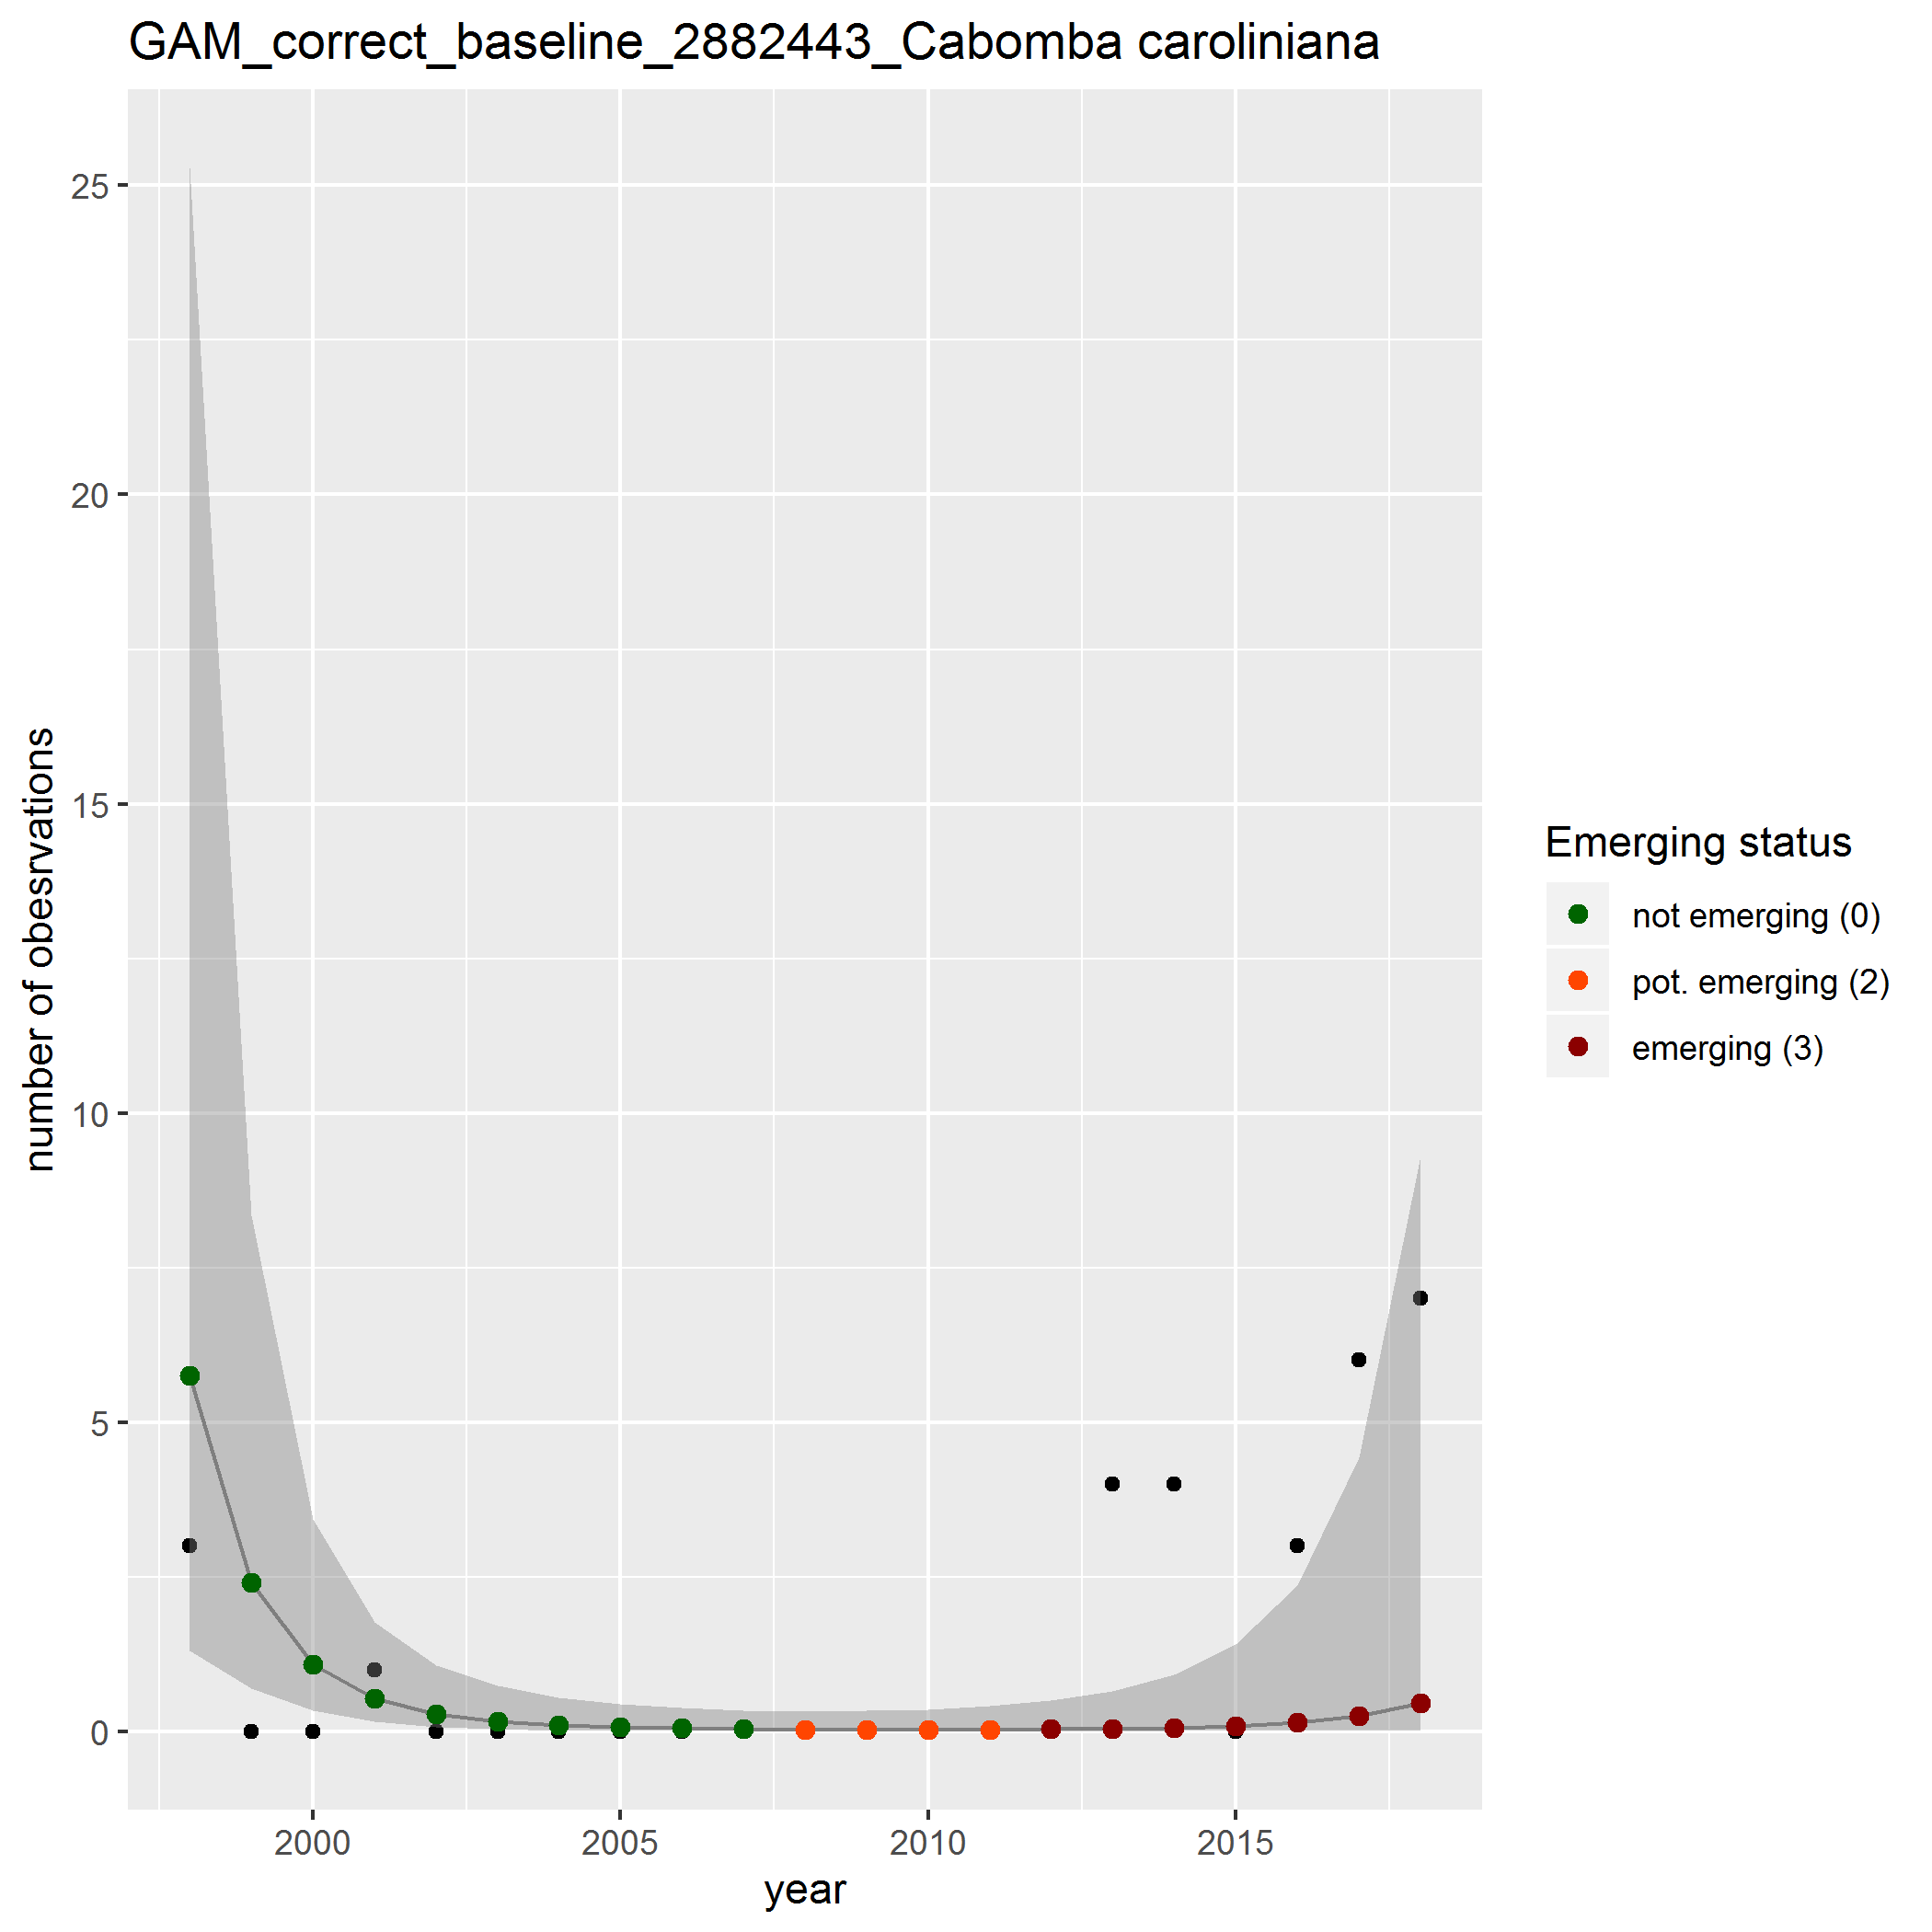 GAM_correct_baseline_2882443_Cabomba caroliniana
25
20
15
10
5
0
number of obesrvations
2000
2005
2010
2015
year
Emerging status
not emerging (0)
pot. emerging (2)
emerging (3)